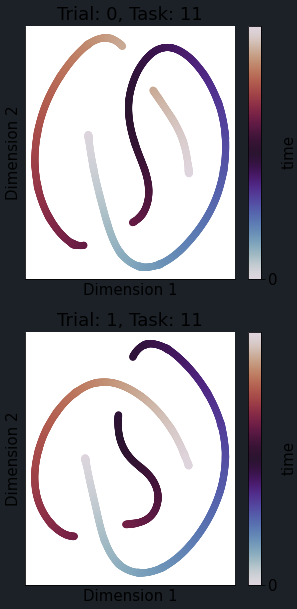 Trial: 0, Task: 11
Dimension 2
time
0
Dimension 1
Trial: 1, Task: 11
Dimension 2
time
0
Dimension 1